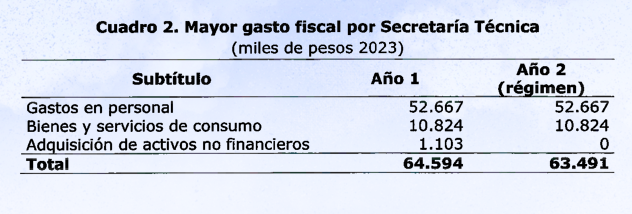 Cuadro 2. Mayor gasto fiscal por Secretaría Técnica
(miles de pesos 2023)
Subtítulo Año 1 Año 2 (régimen)
Gastos en personal 52.667 52.667
Bienes y servicios de consumo 10.824 10.824
Adquisición de activos no financieros 1.103 0
Total 64.594 63.491